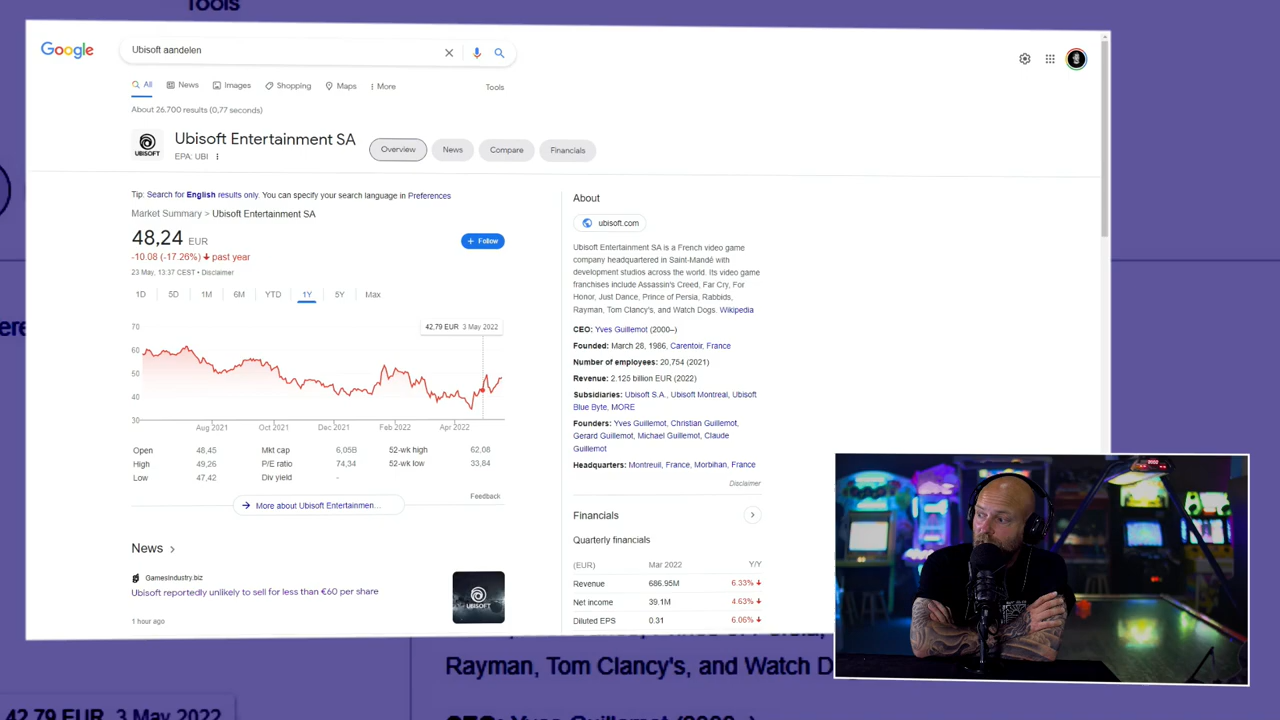 Tools
Google
Ubisoft aandelen
All
News
Images
Shopping
Maps
More
Tools
About 26.700 results (0,77 seconds)
UBISOFT
Ubisoft Entertainment SA
EPA: UBI
Overview
News
Compare
Financials
Tip: Search for English results only. You can specify your search language in Preferences
Market Summary > Ubisoft Entertainment SA
48,24 EUR
-10.08 (-17.26%) past year
23 May, 13:37 CEST • Disclaimer
+ Follow
1D
5D
1M
6M
YTD
1Y
5Y
Max
42,79 EUR 3 May 2022
70
60
50
40
30
Aug 2021
Oct 2021
Dec 2021
Feb 2022
Apr 2022
Open 48,45 Mkt cap 6,05B 52-wk high 62,08
High 49,26 P/E ratio 74,34 52-wk low 33,84
Low 47,42 Div yield -
Feedback
More about Ubisoft Entertainmen...
News
GamesIndustry.biz
Ubisoft reportedly unlikely to sell for less than €60 per share
1 hour ago
UBISOFT
About
ubisoft.com
Ubisoft Entertainment SA is a French video game
company headquartered in Saint-Mandé with
development studios across the world. Its video game
franchises include Assassin's Creed, Far Cry, For
Honor, Just Dance, Prince of Persia, Rabbids,
Rayman, Tom Clancy's, and Watch Dogs. Wikipedia
CEO: Yves Guillemot (2000–)
Founded: March 28, 1986, Carentoir, France
Number of employees: 20,754 (2021)
Revenue: 2.125 billion EUR (2022)
Subsidiaries: Ubisoft S.A., Ubisoft Montreal, Ubisoft
Blue Byte, MORE
Founders: Yves Guillemot, Christian Guillemot,
Gerard Guillemot, Michael Guillemot, Claude
Guillemot
Headquarters: Montreuil, France, Morbihan, France
Disclaimer
Financials
Quarterly financials
(EUR) Mar 2022 Y/Y
Revenue 686.95M 6.33%
Net income 39.1M 4.63%
Diluted EPS 0.31 6.06%
Rayman, Tom Clancy's, and Watch D
42,79 EUR 3 May 2022